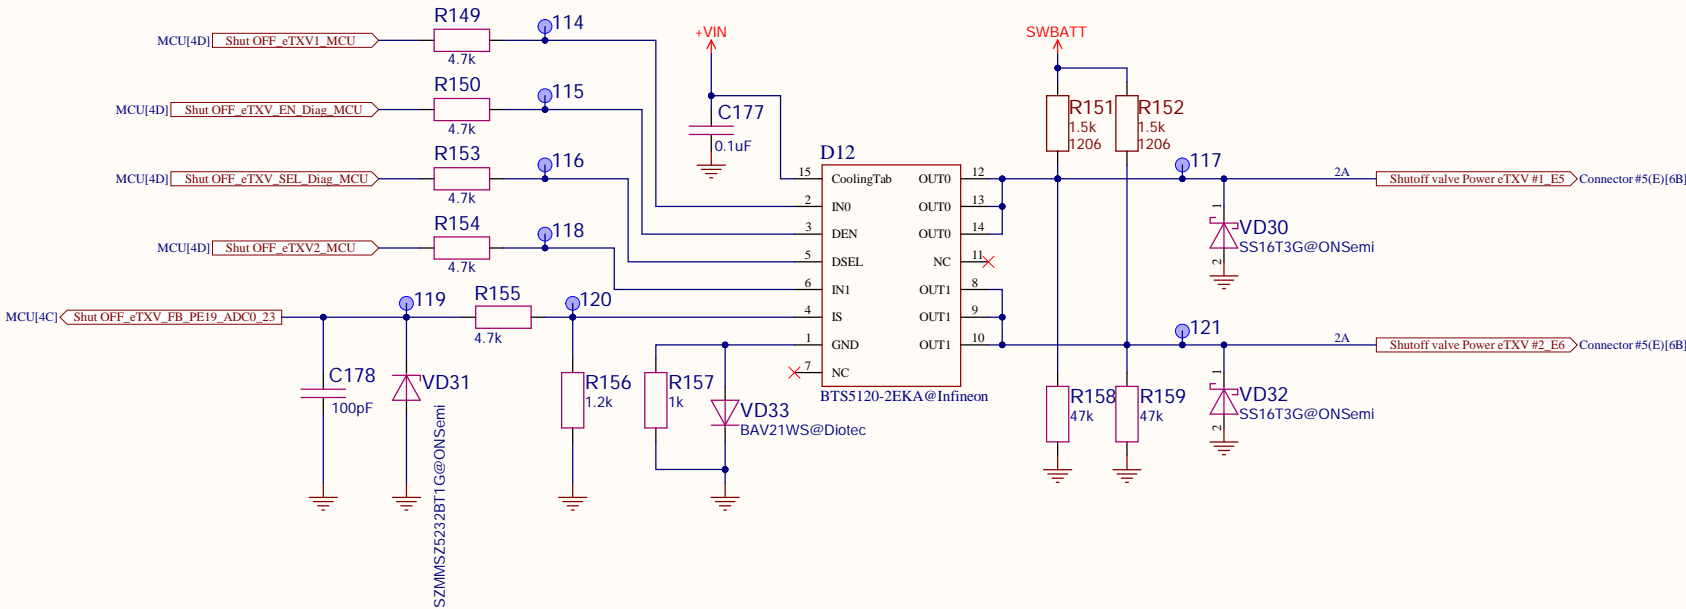 R149
114
MCU[4D] Shut OFF_eTXV1_MCU
4.7k
R150
115
MCU[4D] Shut OFF_eTXV_EN_Diag_MCU
4.7k
R153
116
MCU[4D] Shut OFF_eTXV_SEL_Diag_MCU
4.7k
R154
118
MCU[4D] Shut OFF_eTXV2_MCU
4.7k
R155
119
120
MCU[4C] Shut OFF_eTXV_FB_PE19_ADC0_23
4.7k
C178
100pF
VD31
SZMMSZ5232BT1G@ONSemi
R156
1.2k
R157
1k
VD33
BAV21WS@Diotec
+VIN
C177
0.1uF
D12
15 CoolingTab OUT0 12
2 IN0 OUT0 13
3 DEN OUT0 14
5 DSEL NC 11
6 IN1 OUT1 8
4 IS OUT1 9
1 GND OUT1 10
7 NC
BTS5120-2EKA@Infineon
SWBATT
R151
1.5k
1206
R152
1.5k
1206
117
2A
Shutoff valve Power eTXV #1_E5 Connector #5(E)[6B]
1
VD30
SS16T3G@ONSemi
2
121
2A
Shutoff valve Power eTXV #2_E6 Connector #5(E)[6B]
1
VD32
SS16T3G@ONSemi
2
R158
47k
R159
47k